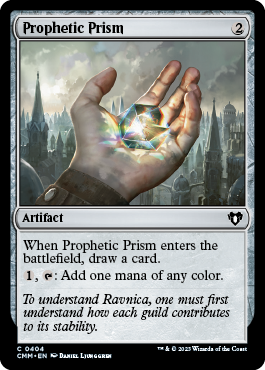 Prophetic Prism 2
Artifact
When Prophetic Prism enters the
battlefield, draw a card.
1, T: Add one mana of any color.
To understand Ravnica, one must first
understand how each guild contributes
to its stability.
C 0404
CMM • EN Daniel Ljunggren
™ & © 2023 Wizards of the Coast